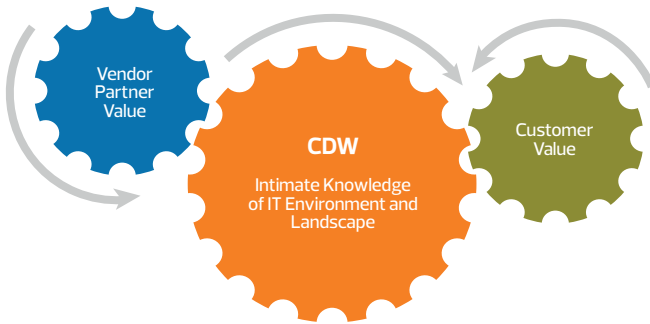 Vendor
Partner
Value
CDW
Intimate Knowledge
of IT Environment and
Landscape
Customer
Value